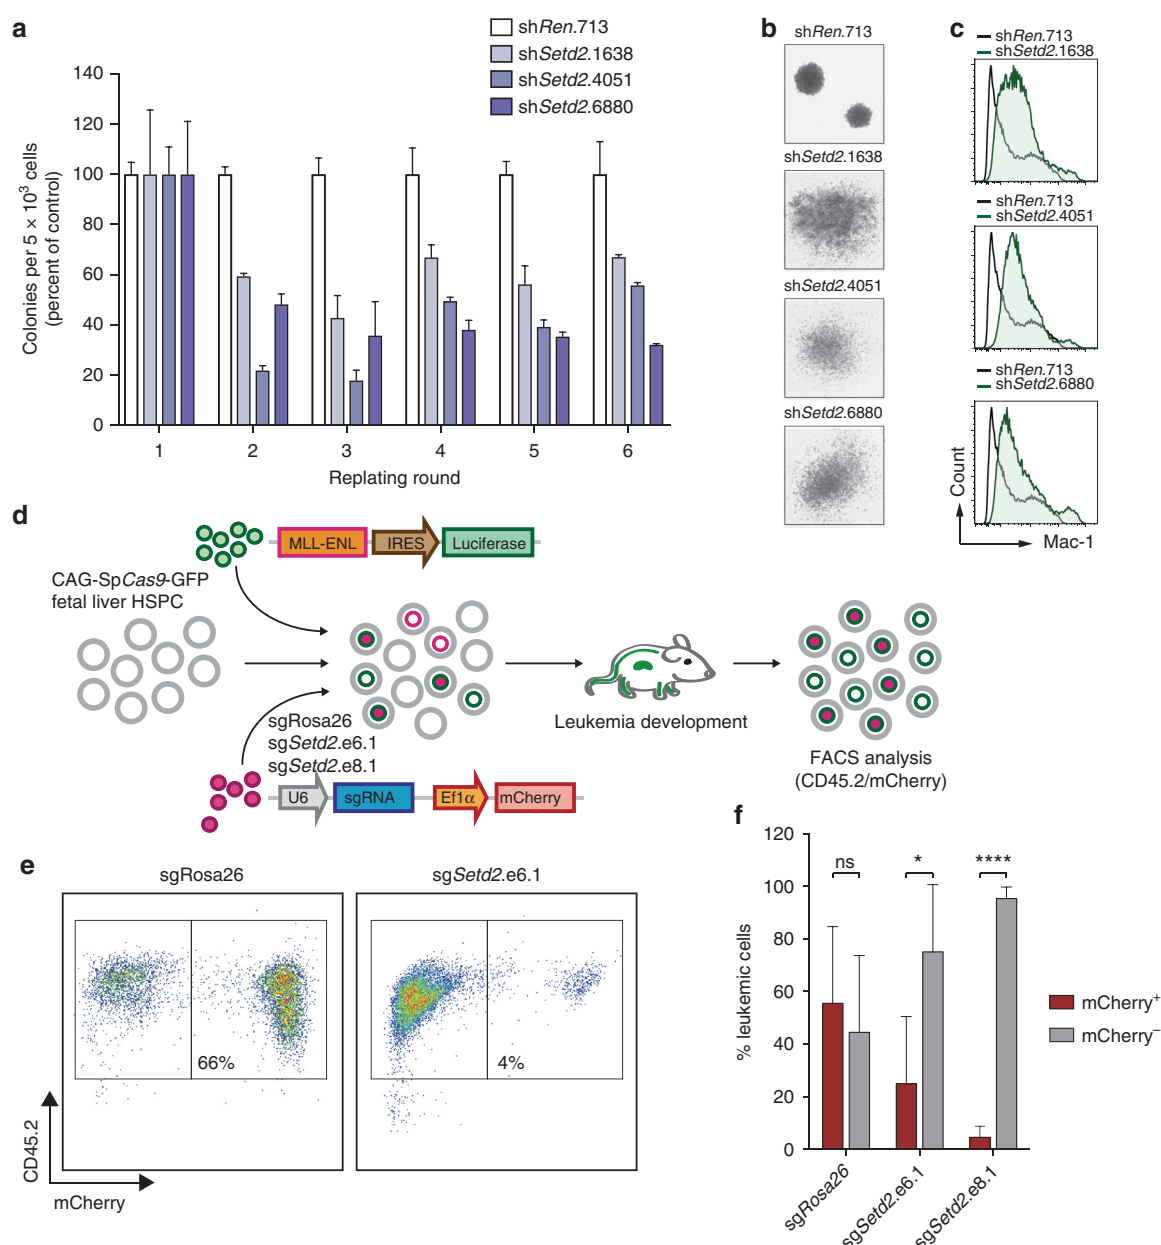 a
shRen.713
shSetd2.1638
shSetd2.4051
shSetd2.6880
Colonies per 5 × 10³ cells
(percent of control)
140
120
100
80
60
40
20
0
1 2 3 4 5 6
Replating round
b
shRen.713
shSetd2.1638
shSetd2.4051
shSetd2.6880
c
shRen.713
shSetd2.1638
shRen.713
shSetd2.4051
shRen.713
shSetd2.6880
Count
Mac-1
d
MLL-ENL IRES Luciferase
CAG-SpCas9-GFP
fetal liver HSPC
sgRosa26
sgSetd2.e6.1
sgSetd2.e8.1
U6 sgRNA Ef1α mCherry
Leukemia development
FACS analysis
(CD45.2/mCherry)
e
sgRosa26
sgSetd2.e6.1
66%
4%
CD45.2
mCherry
f
% leukemic cells
120
100
80
60
40
20
0
ns * ****
sgRosa26
sgSetd2.e6.1
sgSetd2.e8.1
mCherry⁺
mCherry⁻